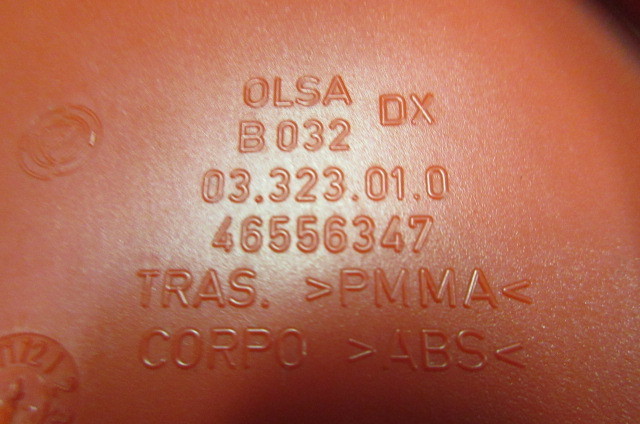 OLSA DX
B 032
03.323.01.0
46556347
TRAS. >PMMA<
CORPO >ABS<